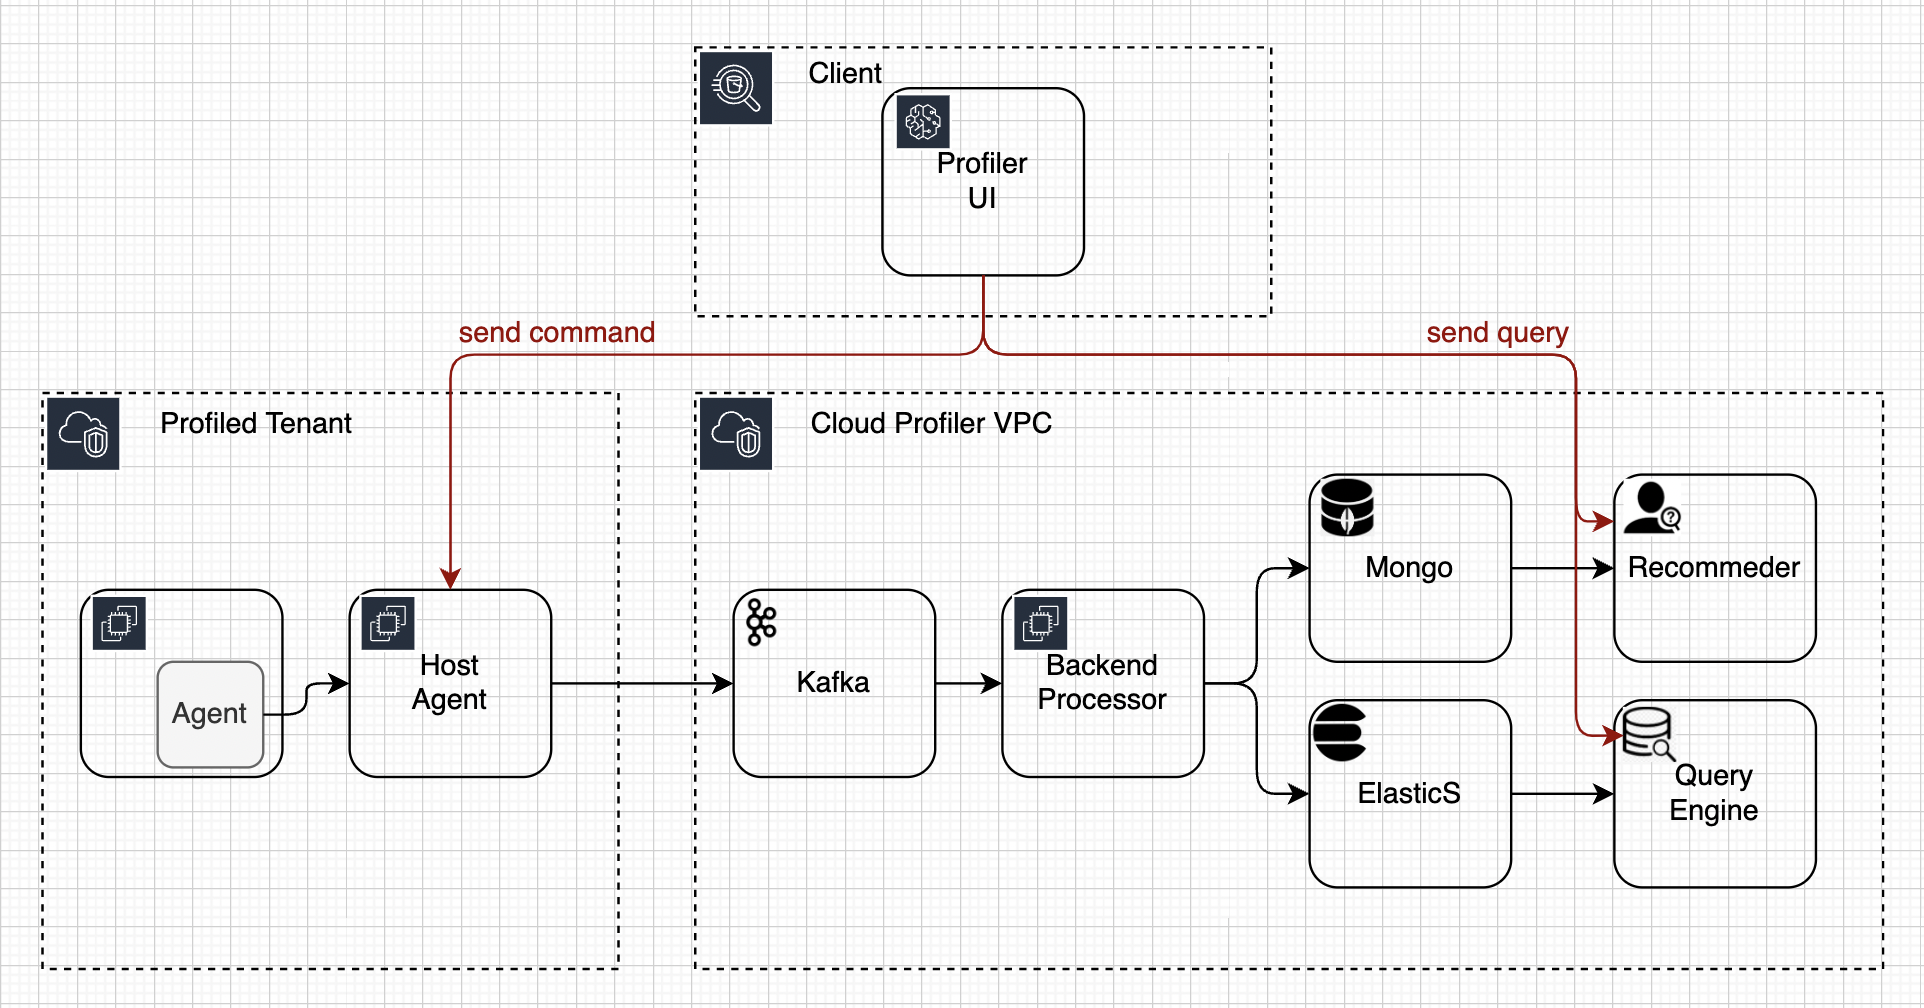 Client
Profiler
UI
send command
send query
Profiled Tenant
Cloud Profiler VPC
Agent
Host
Agent
Kafka
Backend
Processor
Mongo
Recommeder
ElasticS
Query
Engine
?